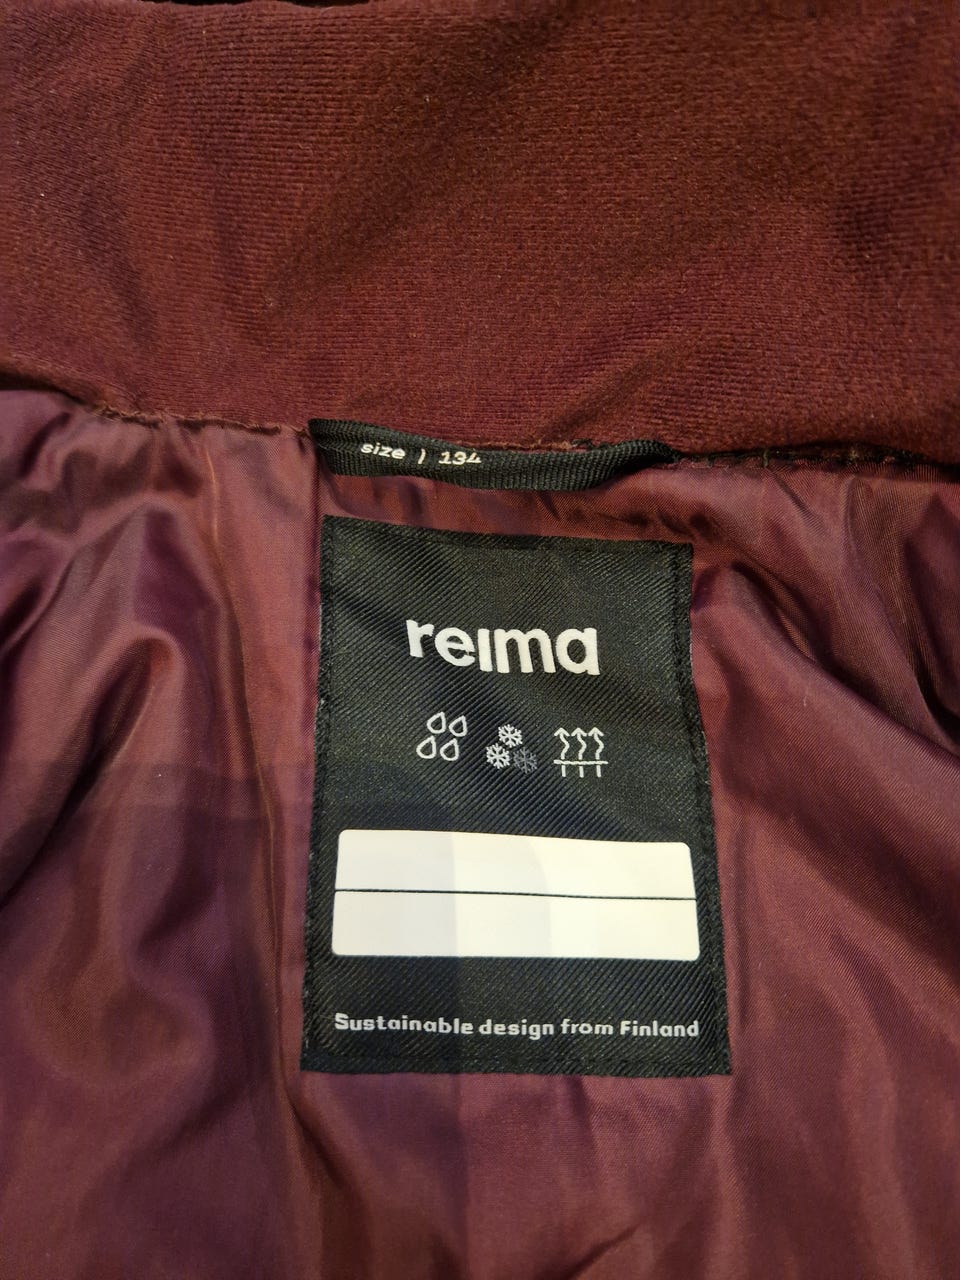 size | 134
reima
Sustainable design from Finland